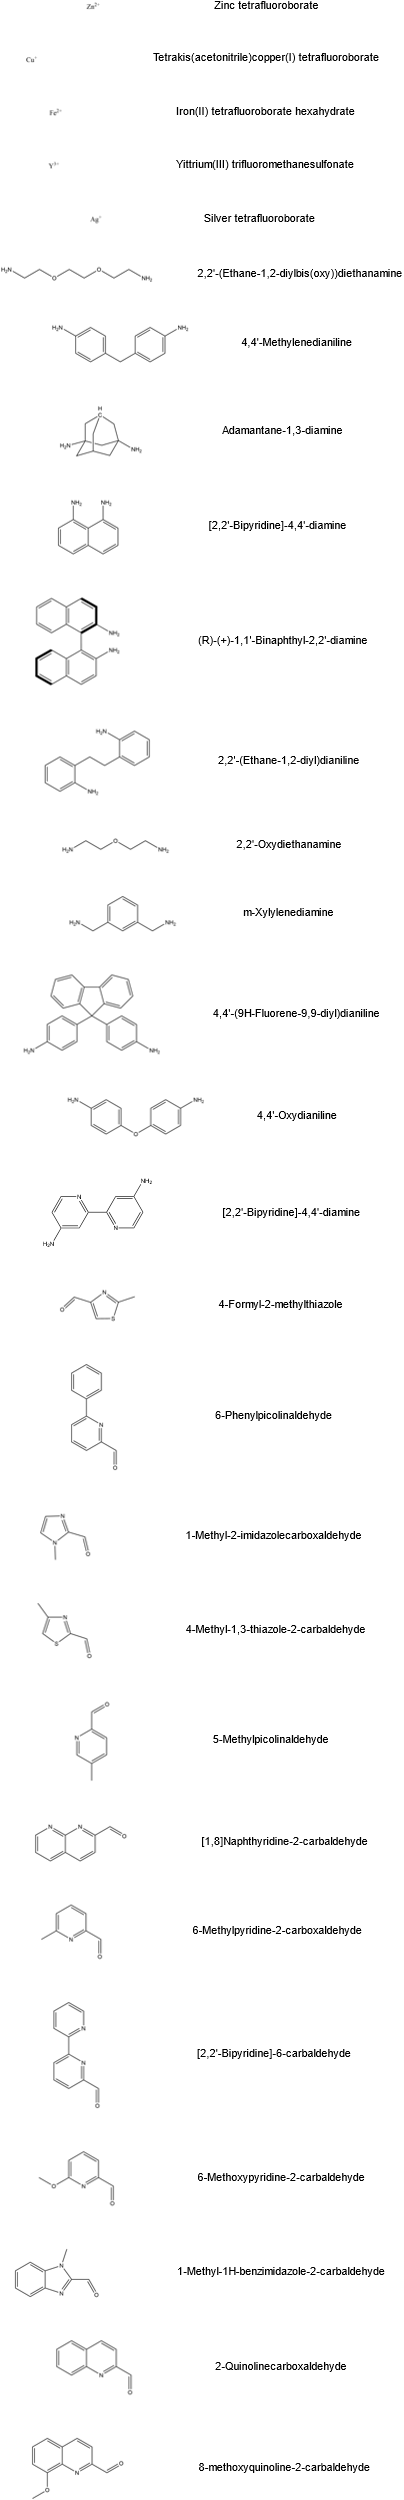 Zn²⁺ Zinc tetrafluoroborate
Cu⁺ Tetrakis(acetonitrile)copper(I) tetrafluoroborate
Fe²⁺ Iron(II) tetrafluoroborate hexahydrate
Y³⁺ Yittrium(III) trifluoromethanesulfonate
Ag⁺ Silver tetrafluoroborate
H₂N O O NH₂ 2,2'-(Ethane-1,2-diylbis(oxy))diethanamine
H₂N NH₂ 4,4'-Methylenedianiline
H C H₂N NH₂ Adamantane-1,3-diamine
NH₂ NH₂ [2,2'-Bipyridine]-4,4'-diamine
NH₂ NH₂ (R)-(+)-1,1'-Binaphthyl-2,2'-diamine
H₂N NH₂ 2,2'-(Ethane-1,2-diyl)dianiline
H₂N O NH₂ 2,2'-Oxydiethanamine
NH₂ NH₂ m-Xylylenediamine
H₂N NH₂ 4,4'-(9H-Fluorene-9,9-diyl)dianiline
H₂N O NH₂ 4,4'-Oxydianiline
NH₂ N N H₂N [2,2'-Bipyridine]-4,4'-diamine
O N S 4-Formyl-2-methylthiazole
N O 6-Phenylpicolinaldehyde
N N O 1-Methyl-2-imidazolecarboxaldehyde
N S O 4-Methyl-1,3-thiazole-2-carbaldehyde
O N 5-Methylpicolinaldehyde
N N O [1,8]Naphthyridine-2-carbaldehyde
N O 6-Methylpyridine-2-carboxaldehyde
N N O [2,2'-Bipyridine]-6-carbaldehyde
O N O 6-Methoxypyridine-2-carbaldehyde
N N O 1-Methyl-1H-benzimidazole-2-carbaldehyde
N O 2-Quinolinecarboxaldehyde
N O O 8-methoxyquinoline-2-carbaldehyde